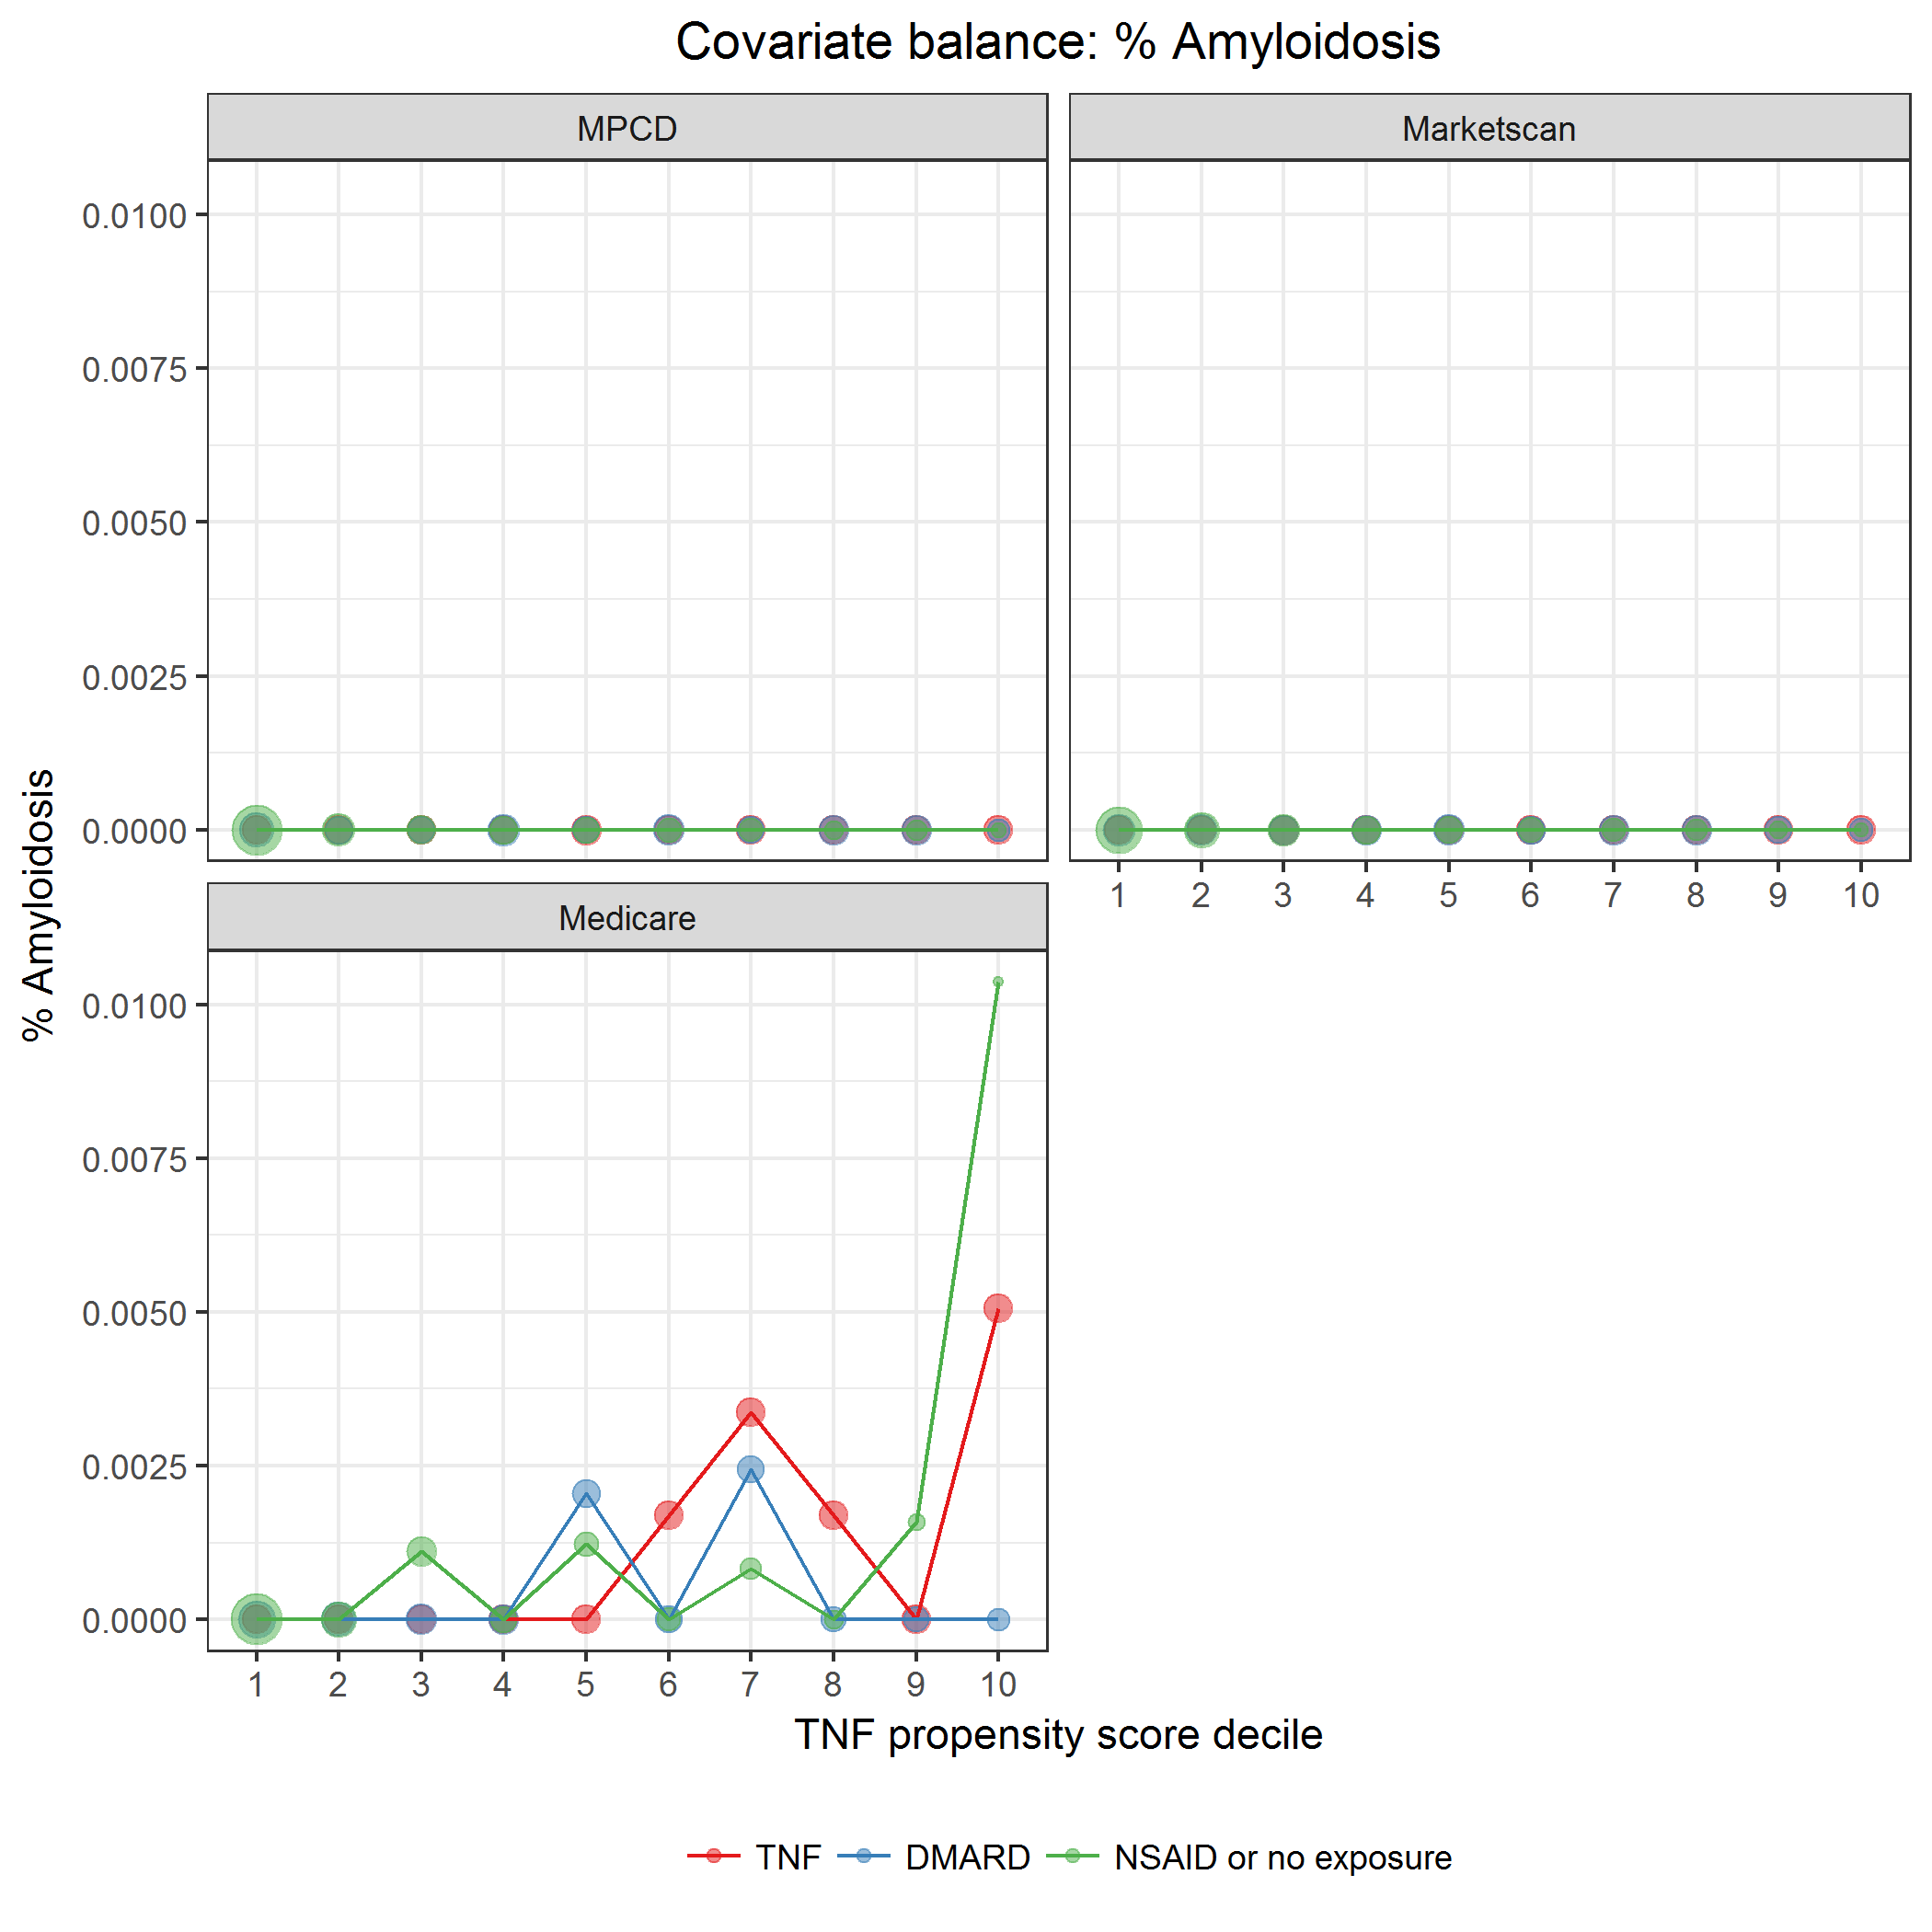 Covariate balance: % Amyloidosis
MPCD
Marketscan
0.0100
0.0075
0.0050
0.0025
0.0000
1 2 3 4 5 6 7 8 9 10
Medicare
% Amyloidosis
0.0100
0.0075
0.0050
0.0025
0.0000
1 2 3 4 5 6 7 8 9 10
TNF propensity score decile
TNF DMARD NSAID or no exposure